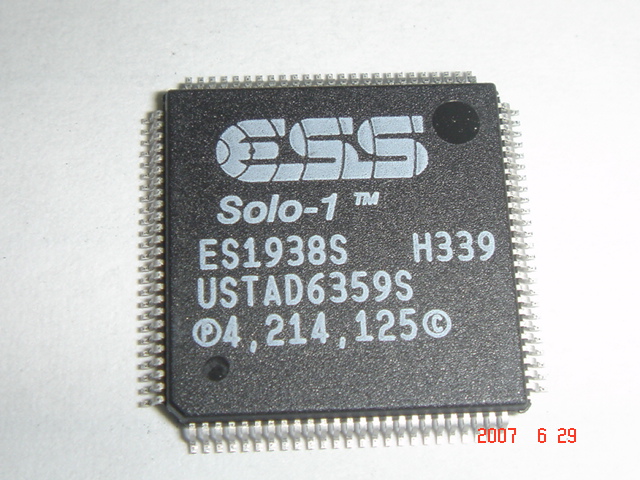 ESS
Solo-1 ™
ES1938S H339
USTAD6359S
Ⓟ4,214,125©
2007 6 29